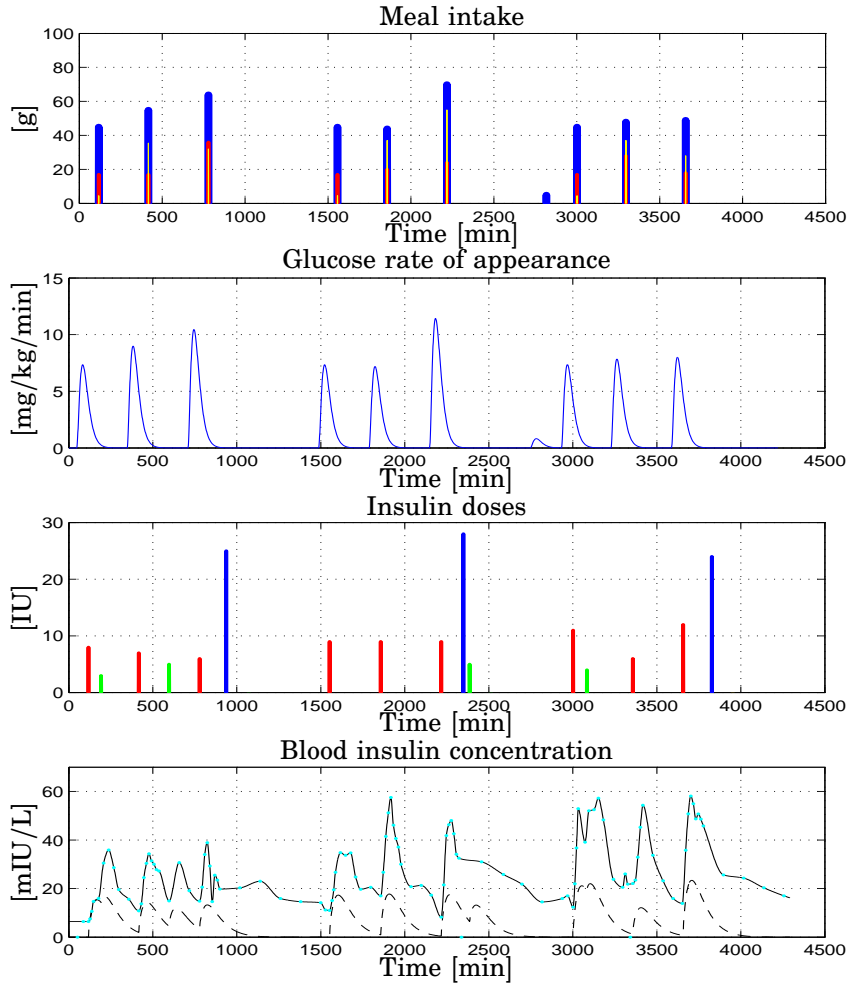 Meal intake
100
80
60
40
20
0
[g]
0 500 1000 1500 2000 2500 3000 3500 4000 4500
Time [min]
Glucose rate of appearance
15
10
5
0
[mg/kg/min]
0 500 1000 1500 2000 2500 3000 3500 4000 4500
Time [min]
Insulin doses
30
20
10
0
[IU]
0 500 1000 1500 2000 2500 3000 3500 4000 4500
Time [min]
Blood insulin concentration
60
40
20
0
[mIU/L]
0 500 1000 1500 2000 2500 3000 3500 4000 4500
Time [min]